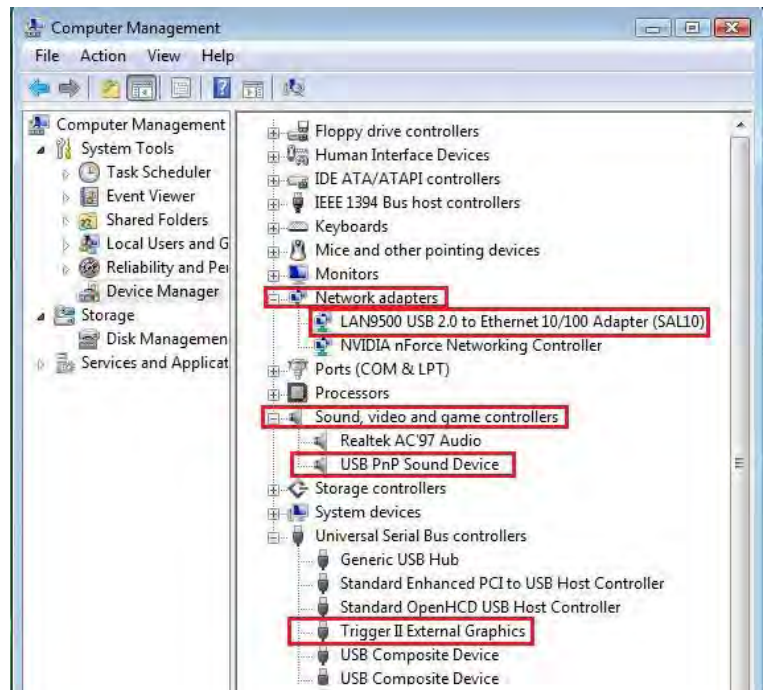 Computer Management
File Action View Help
Computer Management
System Tools
Task Scheduler
Event Viewer
Shared Folders
Local Users and G
Reliability and Per
Device Manager
Storage
Disk Managemen
Services and Applicat
Floppy drive controllers
Human Interface Devices
IDE ATA/ATAPI controllers
IEEE 1394 Bus host controllers
Keyboards
Mice and other pointing devices
Monitors
Network adapters
LAN9500 USB 2.0 to Ethernet 10/100 Adapter (SAL10)
NVIDIA nForce Networking Controller
Ports (COM & LPT)
Processors
Sound, video and game controllers
Realtek AC'97 Audio
USB PnP Sound Device
Storage controllers
System devices
Universal Serial Bus controllers
Generic USB Hub
Standard Enhanced PCI to USB Host Controller
Standard OpenHCD USB Host Controller
Trigger II External Graphics
USB Composite Device
USB Composite Device